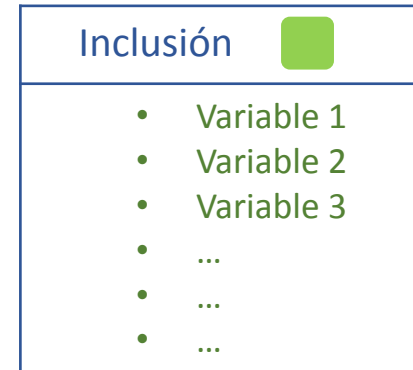 Inclusión
• Variable 1
• Variable 2
• Variable 3
• ...
• ...
• ...